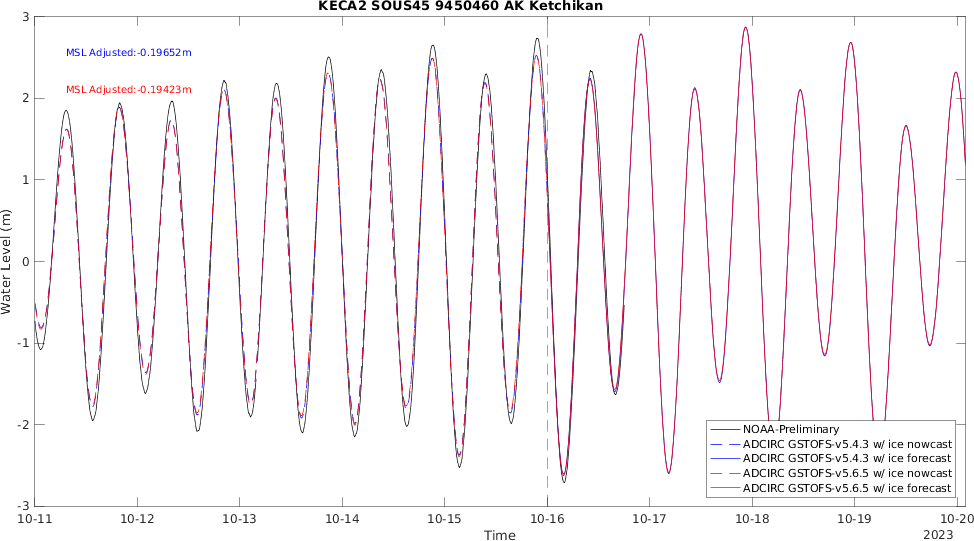 KECA2 SOUS45 9450460 AK Ketchikan
3
MSL Adjusted:-0.19652m
MSL Adjusted:-0.19423m
2
1
0
-1
-2
-3
Water Level (m)
NOAA-Preliminary
ADCIRC GSTOFS-v5.4.3 w/ ice nowcast
ADCIRC GSTOFS-v5.4.3 w/ ice forecast
ADCIRC GSTOFS-v5.6.5 w/ ice nowcast
ADCIRC GSTOFS-v5.6.5 w/ ice forecast
10-11 10-12 10-13 10-14 10-15 10-16 10-17 10-18 10-19 10-20
Time
2023